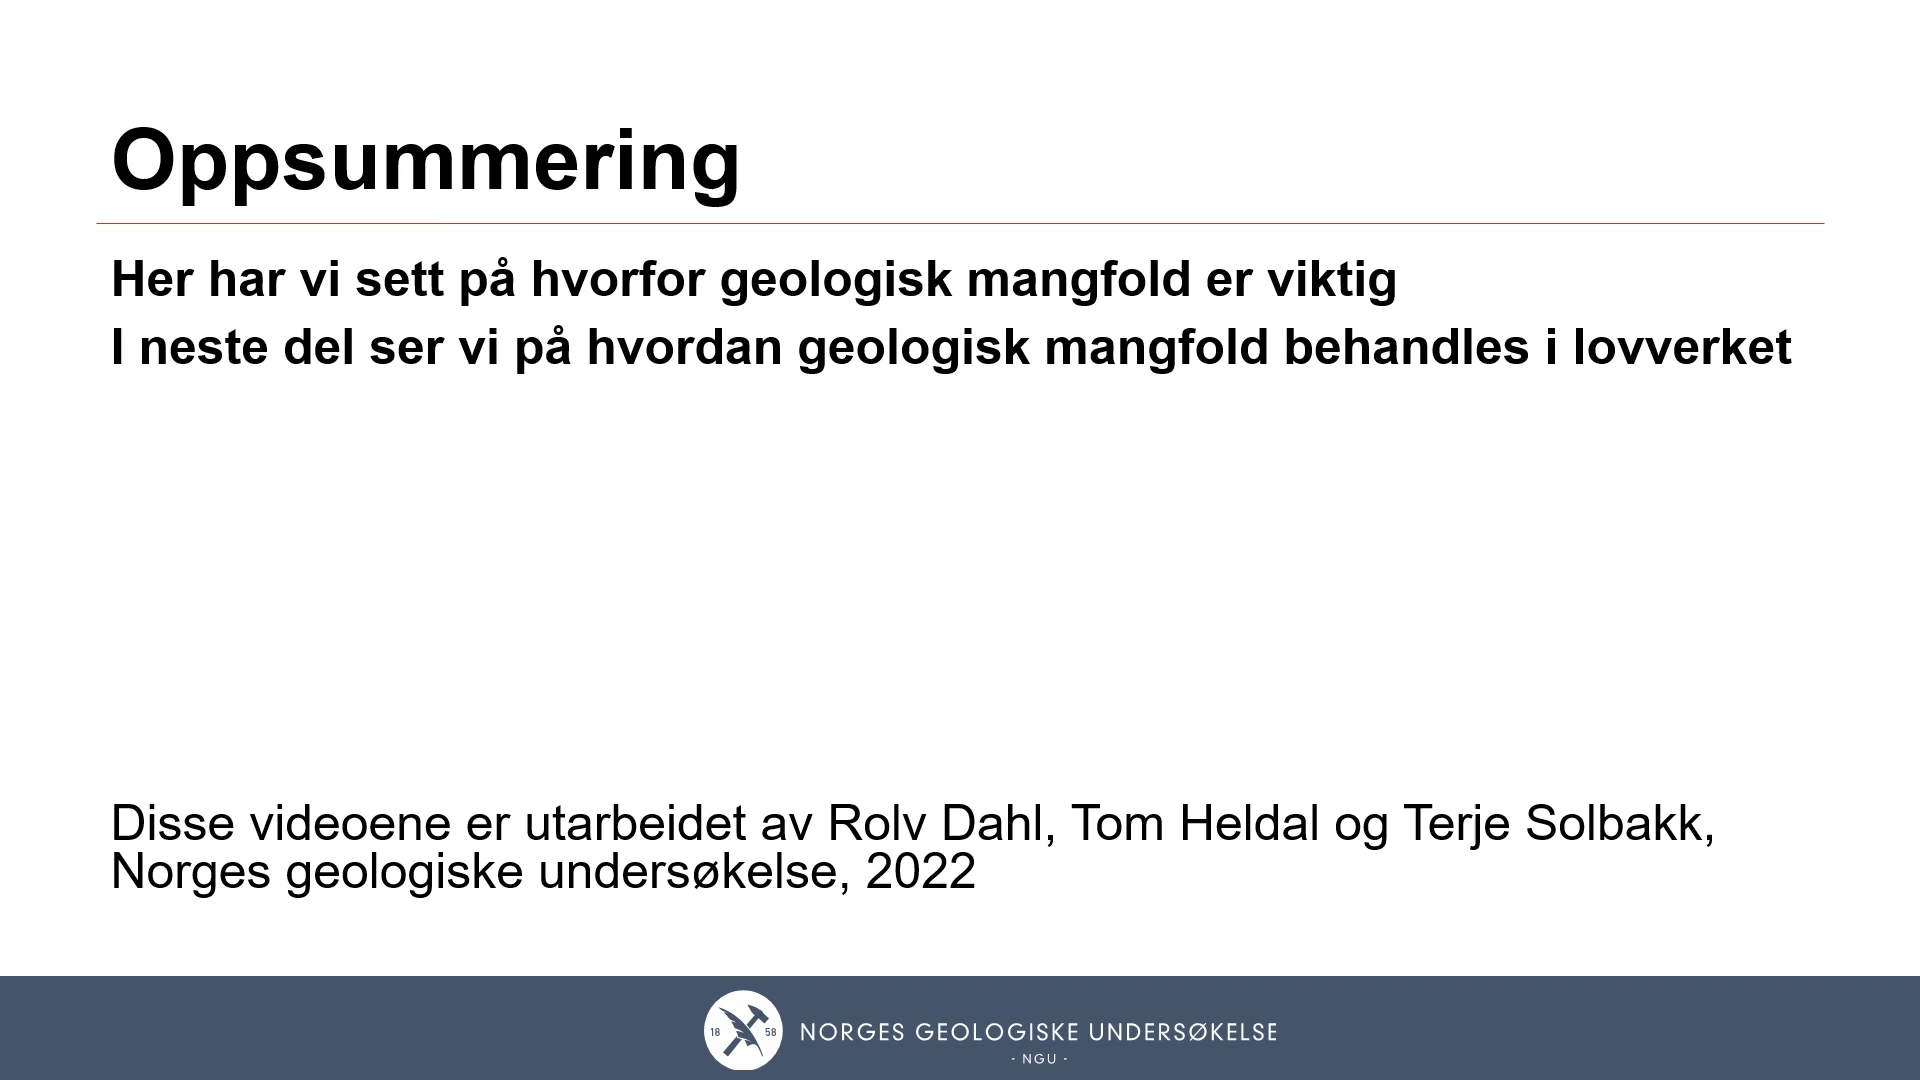 Oppsummering
Her har vi sett på hvorfor geologisk mangfold er viktig
I neste del ser vi på hvordan geologisk mangfold behandles i lovverket
Disse videoene er utarbeidet av Rolv Dahl, Tom Heldal og Terje Solbakk,
Norges geologiske undersøkelse, 2022
18 58 NORGES GEOLOGISKE UNDERSØKELSE
- NGU -